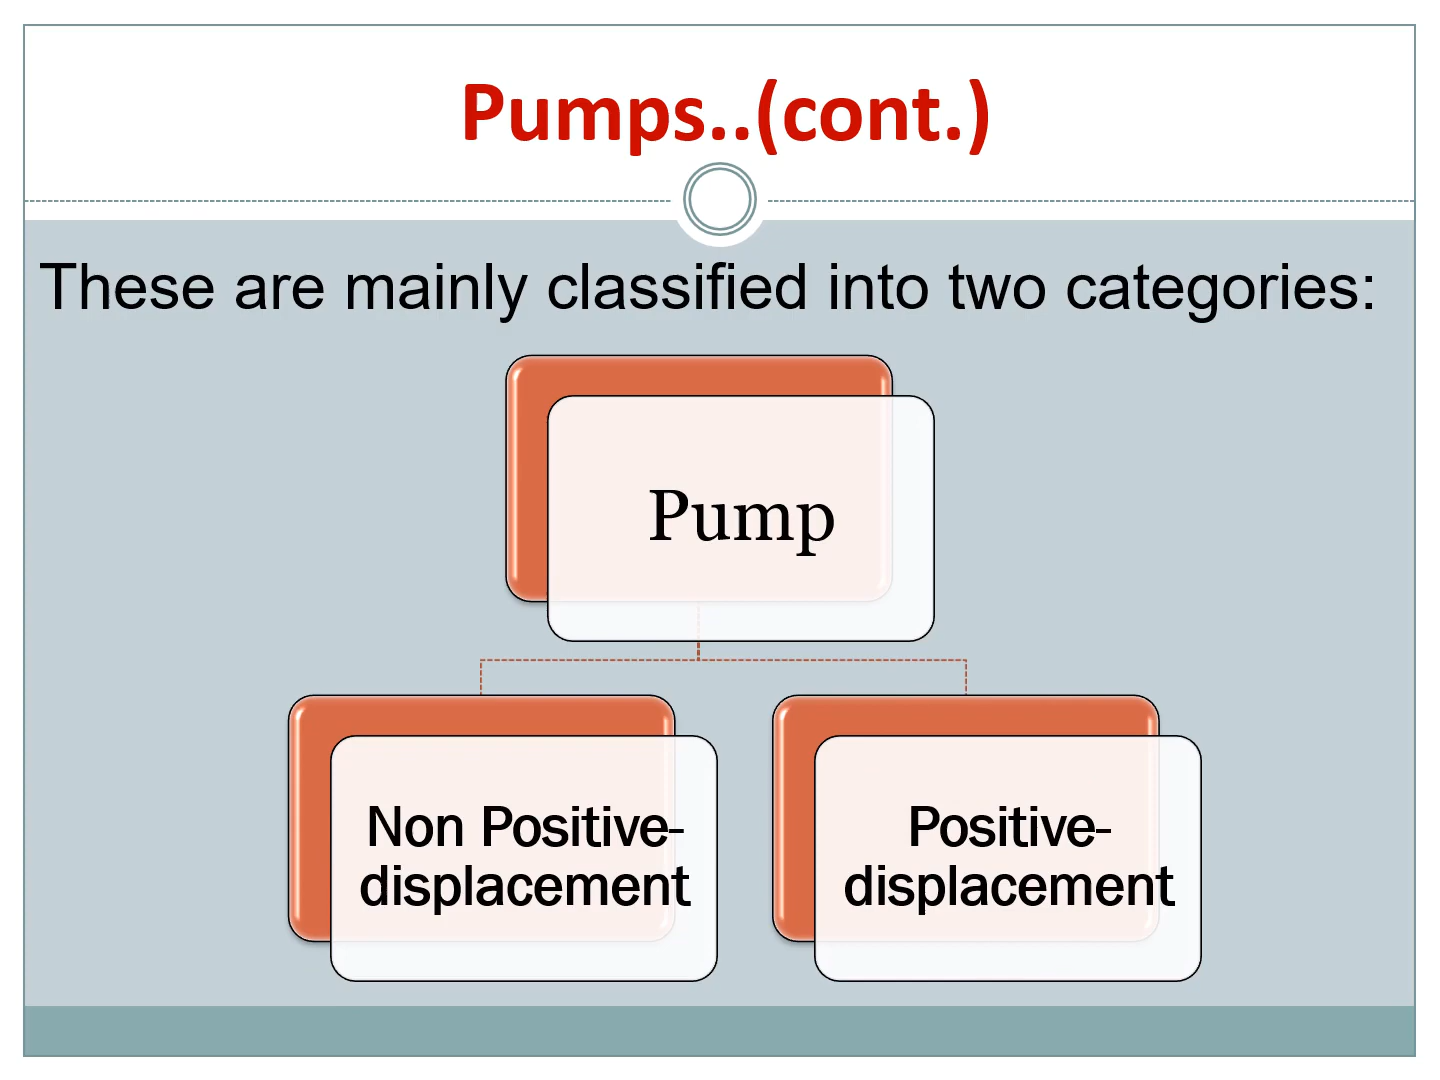 Pumps..(cont.)
These are mainly classified into two categories:
Pump
Non Positive-
displacement
Positive-
displacement